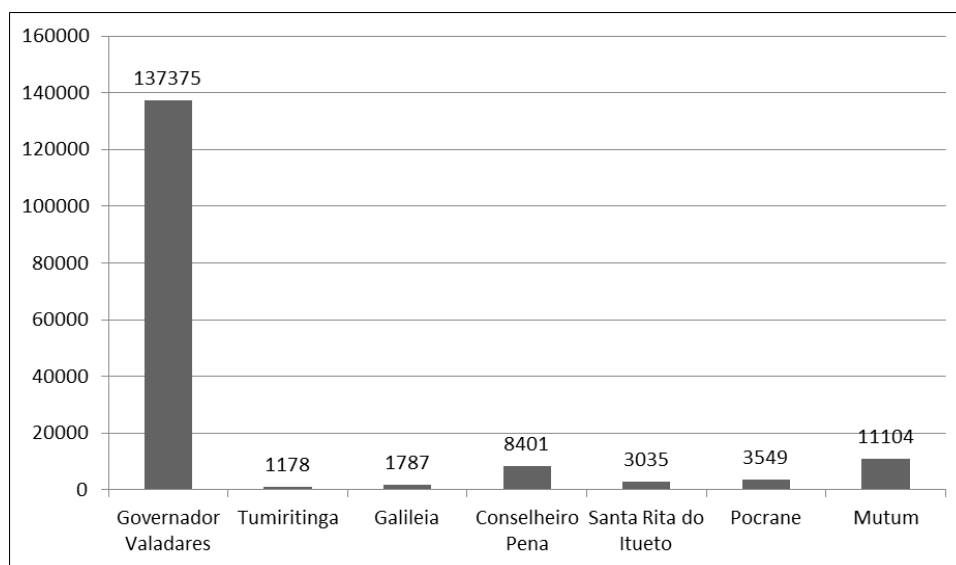 160000
140000
120000
100000
80000
60000
40000
20000
0
137375
1178
1787
8401
3035
3549
11104
Governador
Valadares
Tumiritinga
Galileia
Conselheiro
Pena
Santa Rita do
Itueto
Pocrane
Mutum